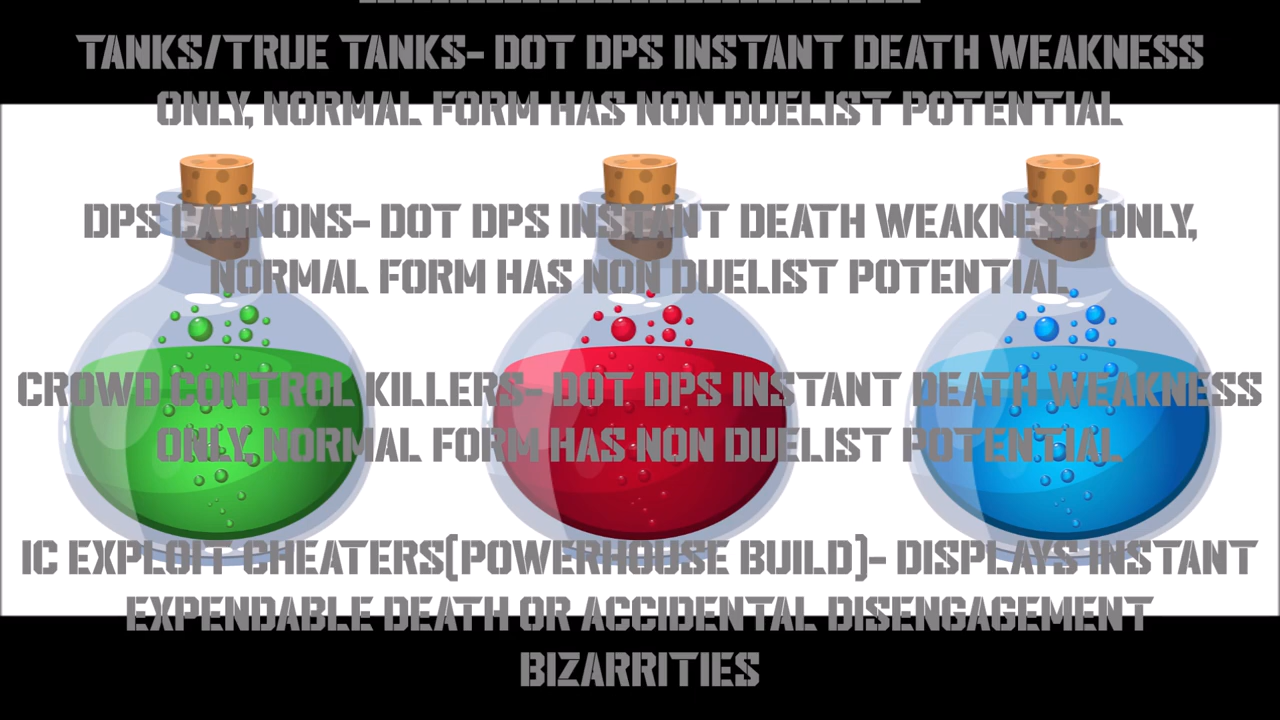 TANKS/TRUE TANKS- DOT DPS INSTANT DEATH WEAKNESS
ONLY, NORMAL FORM HAS NON DUELIST POTENTIAL
DPS CANNONS- DOT DPS INSTANT DEATH WEAKNESS ONLY,
NORMAL FORM HAS NON DUELIST POTENTIAL
CROWD CONTROL KILLERS- DOT DPS INSTANT DEATH WEAKNESS
ONLY, NORMAL FORM HAS NON DUELIST POTENTIAL
IC EXPLOIT CHEATERS(POWERHOUSE BUILD)- DISPLAYS INSTANT
EXPENDABLE DEATH OR ACCIDENTAL DISENGAGEMENT
BIZARRITIES